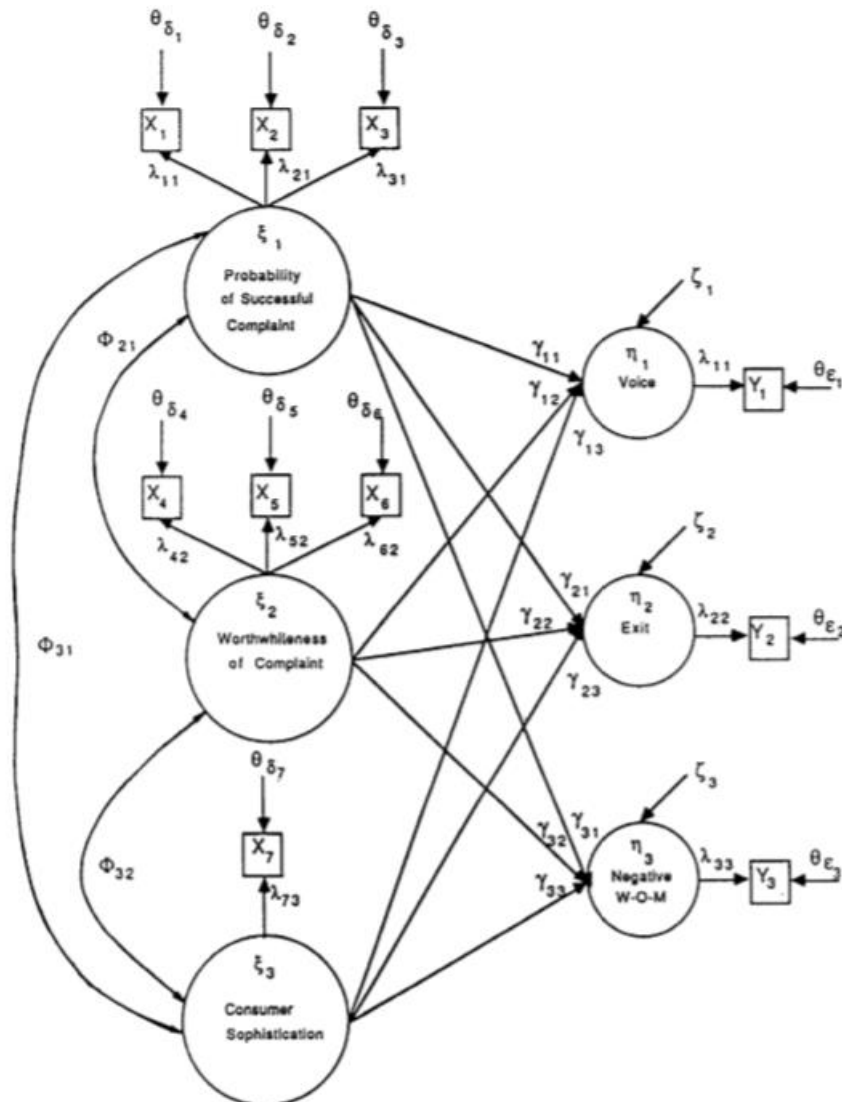 θδ1 θδ2 θδ3
X1 X2 X3
λ11 λ21 λ31
ξ1
Probability
of Successful
Complaint
ζ1
Φ21
γ11
η1
Voice
λ11
Y1
θε1
γ12
γ13
θδ4 θδ5 θδ6
X4 X5 X6
λ42 λ52 λ62
ζ2
ξ2
Worthwhileness
of Complaint
γ21
γ22
η2
Exit
λ22
Y2
θε2
γ23
Φ31
θδ7
X7
λ73
ζ3
Φ32
γ32 γ31
η3
Negative
W-O-M
λ33
Y3
θε3
γ33
ξ3
Consumer
Sophistication